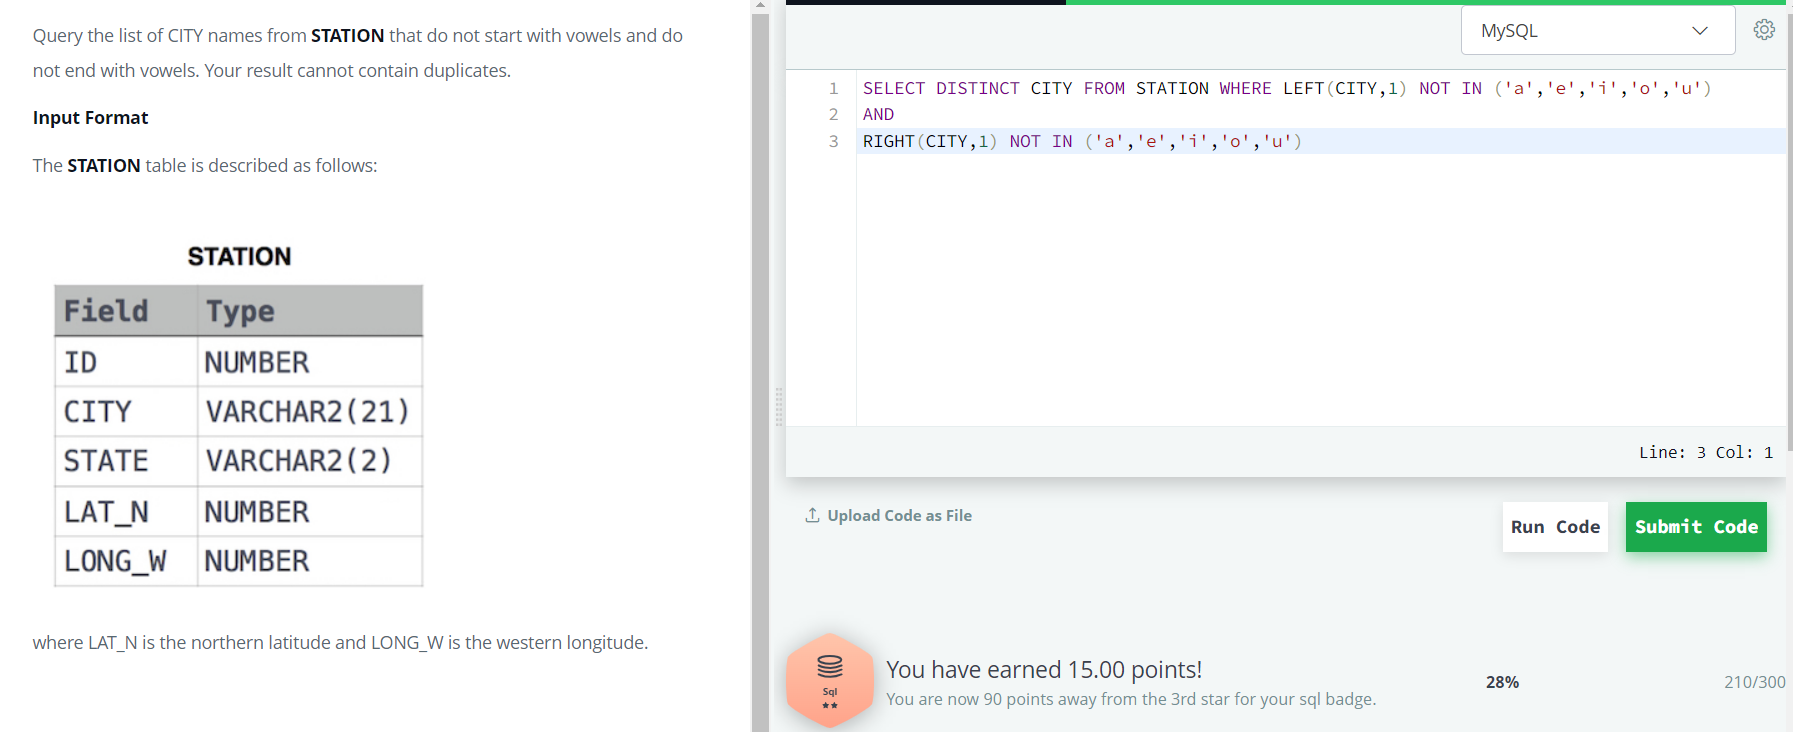 Query the list of CITY names from STATION that do not start with vowels and do
not end with vowels. Your result cannot contain duplicates.
Input Format
The STATION table is described as follows:
STATION
Field Type
ID NUMBER
CITY VARCHAR2(21)
STATE VARCHAR2(2)
LAT_N NUMBER
LONG_W NUMBER
where LAT_N is the northern latitude and LONG_W is the western longitude.
MySQL
1 SELECT DISTINCT CITY FROM STATION WHERE LEFT(CITY,1) NOT IN ('a','e','i','o','u')
2 AND
3 RIGHT(CITY,1) NOT IN ('a','e','i','o','u')
Line: 3 Col: 1
Upload Code as File
Run Code
Submit Code
Sql
You have earned 15.00 points!
You are now 90 points away from the 3rd star for your sql badge.
28%
210/300